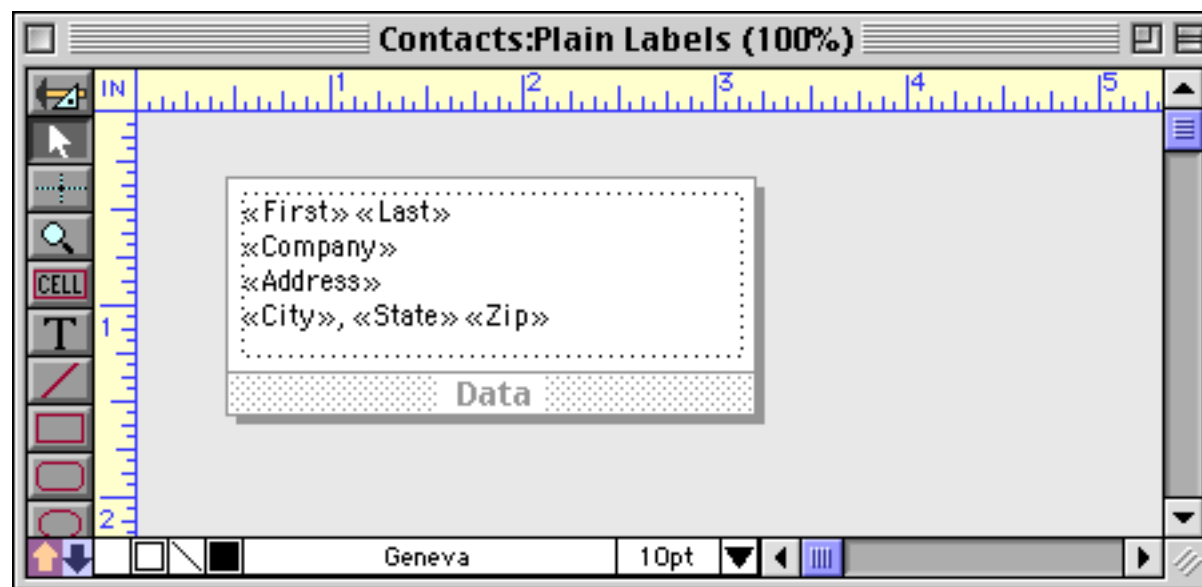 Contacts:Plain Labels (100%)
IN 1 2 3 4 5
«First» «Last»
«Company»
«Address»
CELL
«City», «State» «Zip»
T
1
Data
2
Geneva 10pt